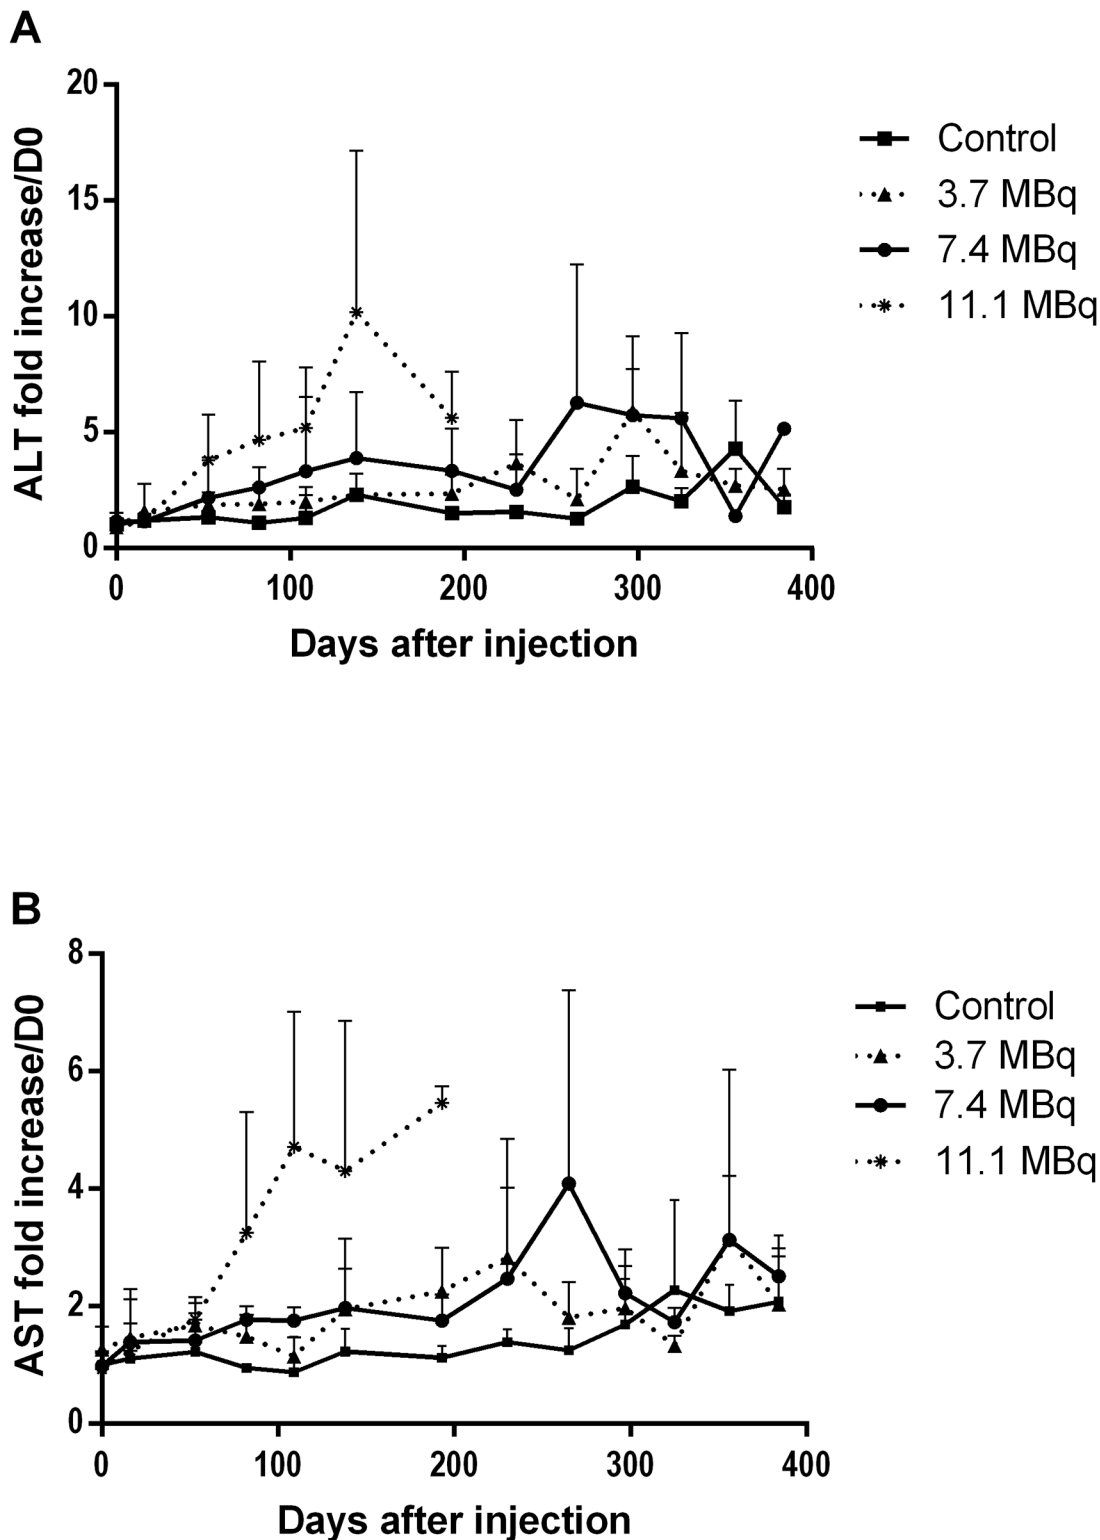 A
ALT fold increase/D0
20
15
10
5
0
0 100 200 300 400
Days after injection
Control
3.7 MBq
7.4 MBq
11.1 MBq
B
AST fold increase/D0
8
6
4
2
0
0 100 200 300 400
Days after injection
Control
3.7 MBq
7.4 MBq
11.1 MBq